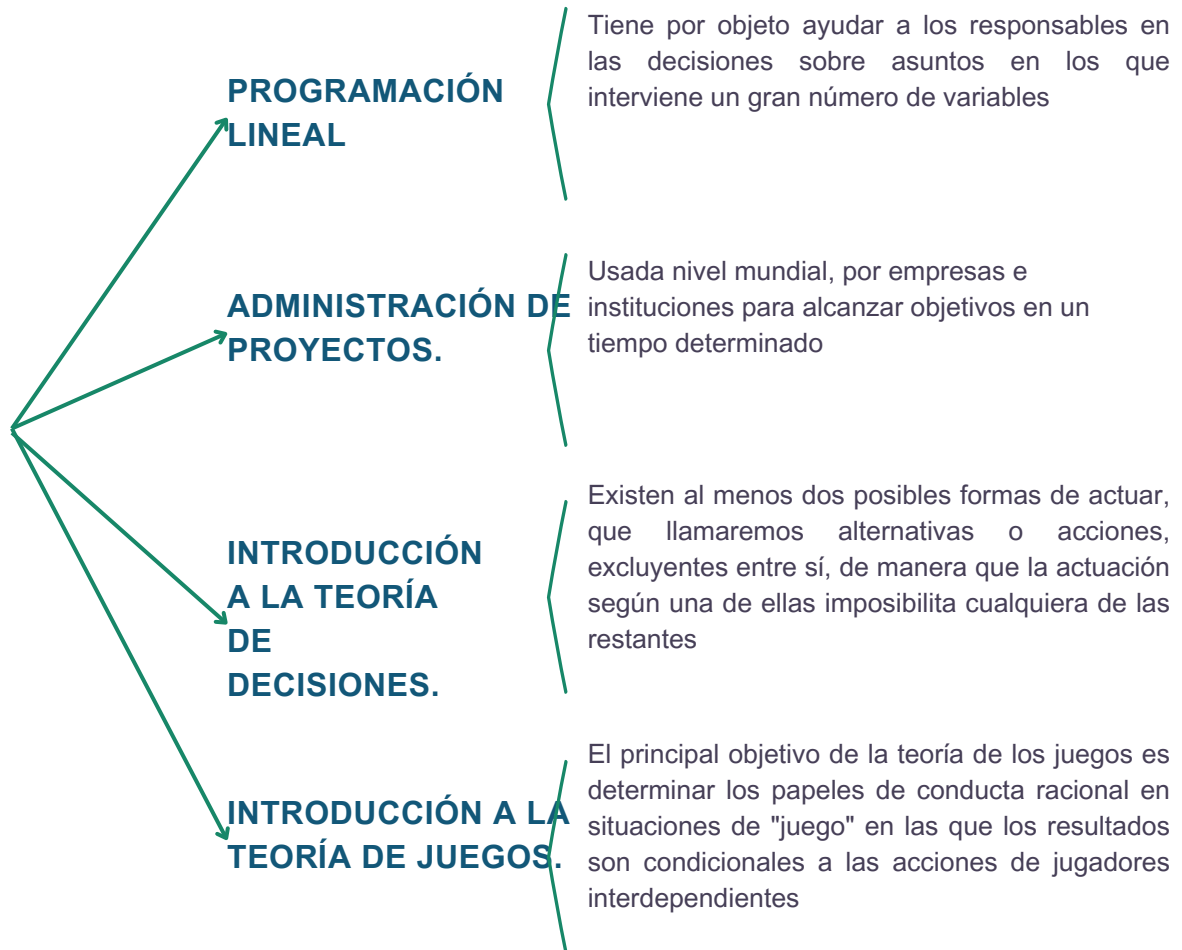 PROGRAMACIÓN
LINEAL
Tiene por objeto ayudar a los responsables en
las decisiones sobre asuntos en los que
interviene un gran número de variables
ADMINISTRACIÓN DE
PROYECTOS.
Usada nivel mundial, por empresas e
instituciones para alcanzar objetivos en un
tiempo determinado
INTRODUCCIÓN
A LA TEORÍA
DE
DECISIONES.
Existen al menos dos posibles formas de actuar,
que llamaremos alternativas o acciones,
excluyentes entre sí, de manera que la actuación
según una de ellas imposibilita cualquiera de las
restantes
INTRODUCCIÓN A LA
TEORÍA DE JUEGOS.
El principal objetivo de la teoría de los juegos es
determinar los papeles de conducta racional en
situaciones de "juego" en las que los resultados
son condicionales a las acciones de jugadores
interdependientes